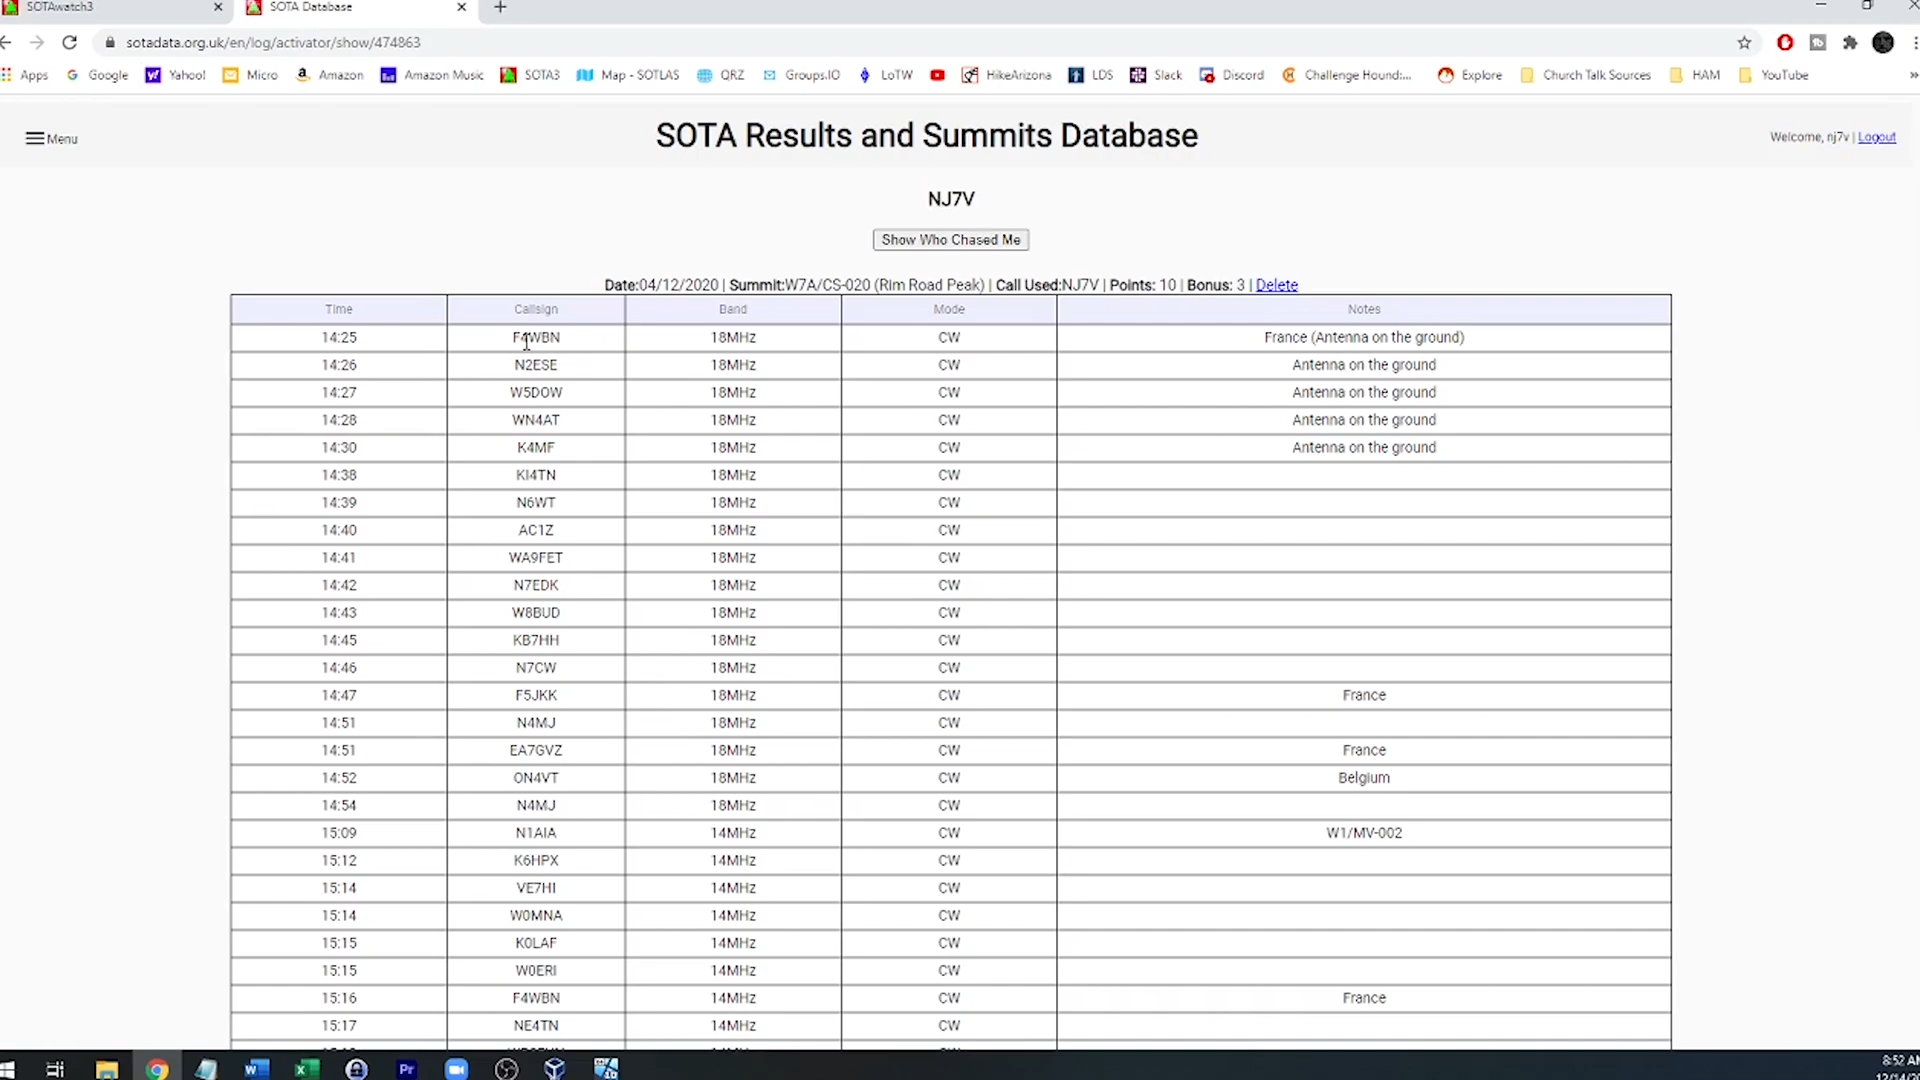 SOTAwatch3
SOTA Database
sotadata.org.uk/en/log/activator/show/474863
Apps Google Yahoo! Micro Amazon Amazon Music SOTA3 Map - SOTLAS QRZ Groups.IO LoTW HikeArizona LDS Slack Discord Challenge Hound:... Explore Church Talk Sources HAM YouTube »
Menu
SOTA Results and Summits Database
Welcome, nj7v | Logout
NJ7V
Show Who Chased Me
Date:04/12/2020 | Summit:W7A/CS-020 (Rim Road Peak) | Call Used:NJ7V | Points: 10 | Bonus: 3 | Delete
Time Callsign Band Mode Notes
14:25 F4WBN 18MHz CW France (Antenna on the ground)
14:26 N2ESE 18MHz CW Antenna on the ground
14:27 W5DOW 18MHz CW Antenna on the ground
14:28 WN4AT 18MHz CW Antenna on the ground
14:30 K4MF 18MHz CW Antenna on the ground
14:38 KI4TN 18MHz CW
14:39 N6WT 18MHz CW
14:40 AC1Z 18MHz CW
14:41 WA9FET 18MHz CW
14:42 N7EDK 18MHz CW
14:43 W8BUD 18MHz CW
14:45 KB7HH 18MHz CW
14:46 N7CW 18MHz CW
14:47 F5JKK 18MHz CW France
14:51 N4MJ 18MHz CW
14:51 EA7GVZ 18MHz CW France
14:52 ON4VT 18MHz CW Belgium
14:54 N4MJ 18MHz CW
15:09 N1AIA 14MHz CW W1/MV-002
15:12 K6HPX 14MHz CW
15:14 VE7HI 14MHz CW
15:14 W0MNA 14MHz CW
15:15 K0LAF 14MHz CW
15:15 W0ERI 14MHz CW
15:16 F4WBN 14MHz CW France
15:17 NE4TN 14MHz CW
8:52 AM